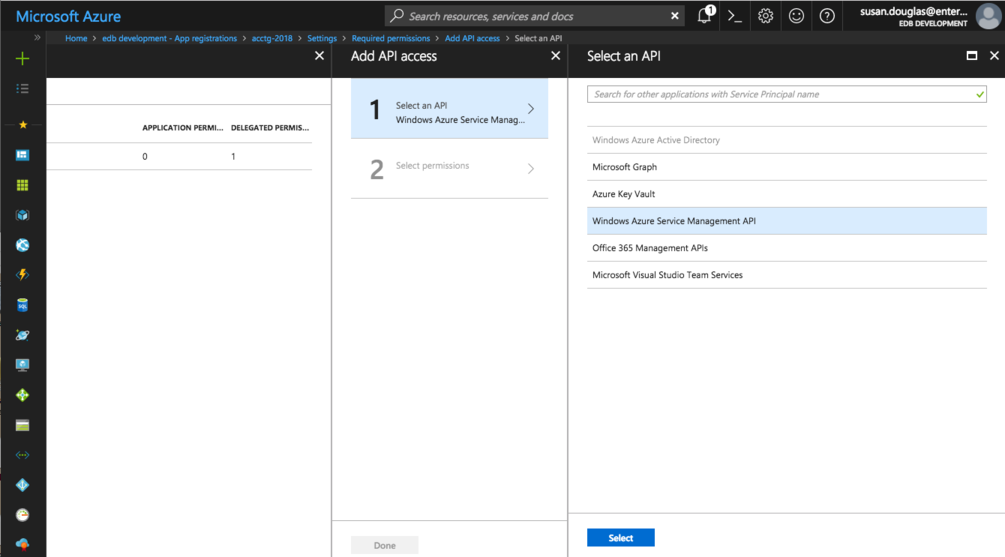 Microsoft Azure
Search resources, services and docs
1
susan.douglas@enter...
EDB DEVELOPMENT
Home > edb development - App registrations > acctg-2018 > Settings > Required permissions > Add API access > Select an API
Add API access
Select an API
1
Select an API
Windows Azure Service Manag...
2
Select permissions
APPLICATION PERMI... DELEGATED PERMIS...
0 1
Search for other applications with Service Principal name
Windows Azure Active Directory
Microsoft Graph
Azure Key Vault
Windows Azure Service Management API
Office 365 Management APIs
Microsoft Visual Studio Team Services
Done
Select
SQL